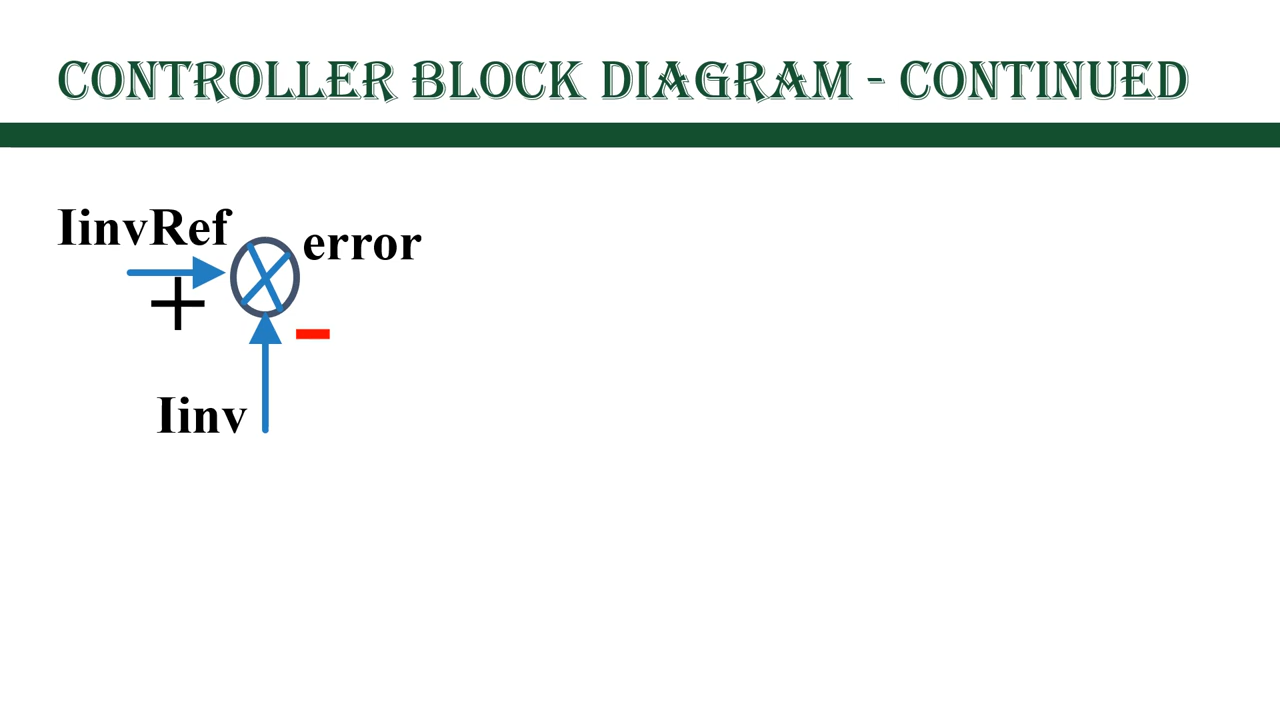 CONTROLLER BLOCK DIAGRAM - CONTINUED
IinvRef
error
+
-
Iinv